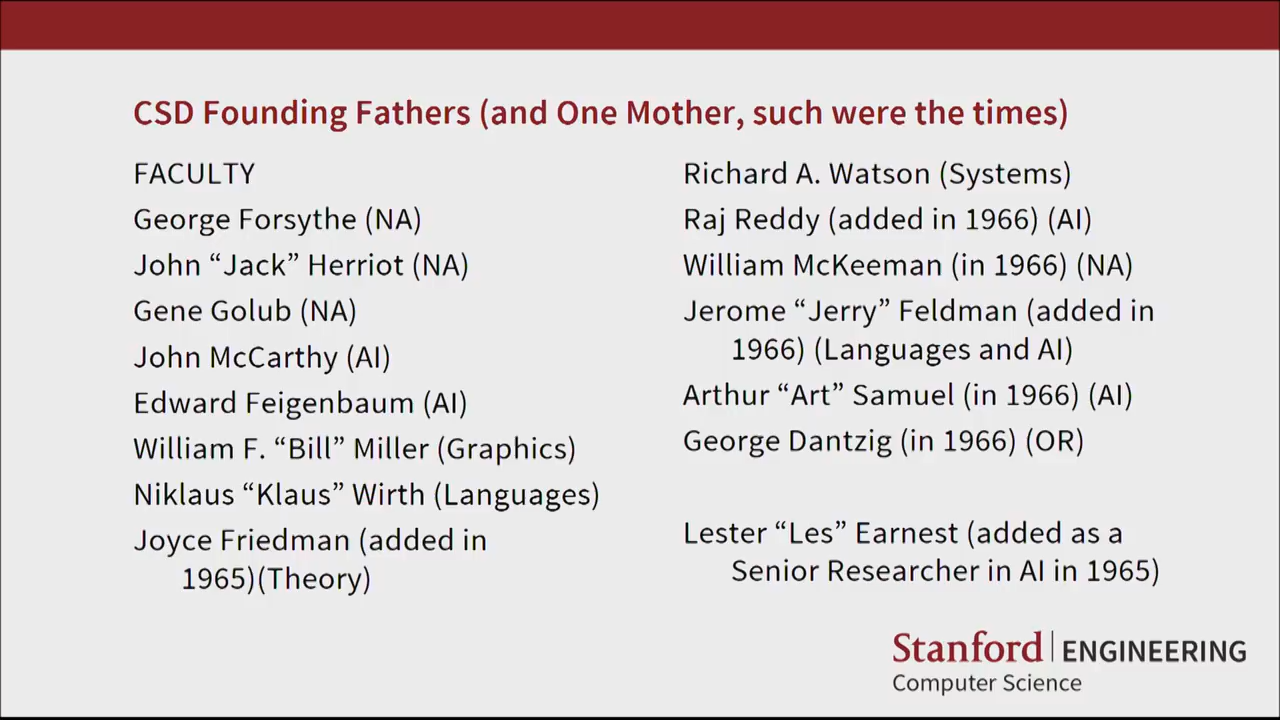 CSD Founding Fathers (and One Mother, such were the times)
FACULTY
George Forsythe (NA)
John “Jack” Herriot (NA)
Gene Golub (NA)
John McCarthy (AI)
Edward Feigenbaum (AI)
William F. “Bill” Miller (Graphics)
Niklaus “Klaus” Wirth (Languages)
Joyce Friedman (added in
1965)(Theory)
Richard A. Watson (Systems)
Raj Reddy (added in 1966) (AI)
William McKeeman (in 1966) (NA)
Jerome “Jerry” Feldman (added in
1966) (Languages and AI)
Arthur “Art” Samuel (in 1966) (AI)
George Dantzig (in 1966) (OR)
Lester “Les” Earnest (added as a
Senior Researcher in AI in 1965)
Stanford | ENGINEERING
Computer Science